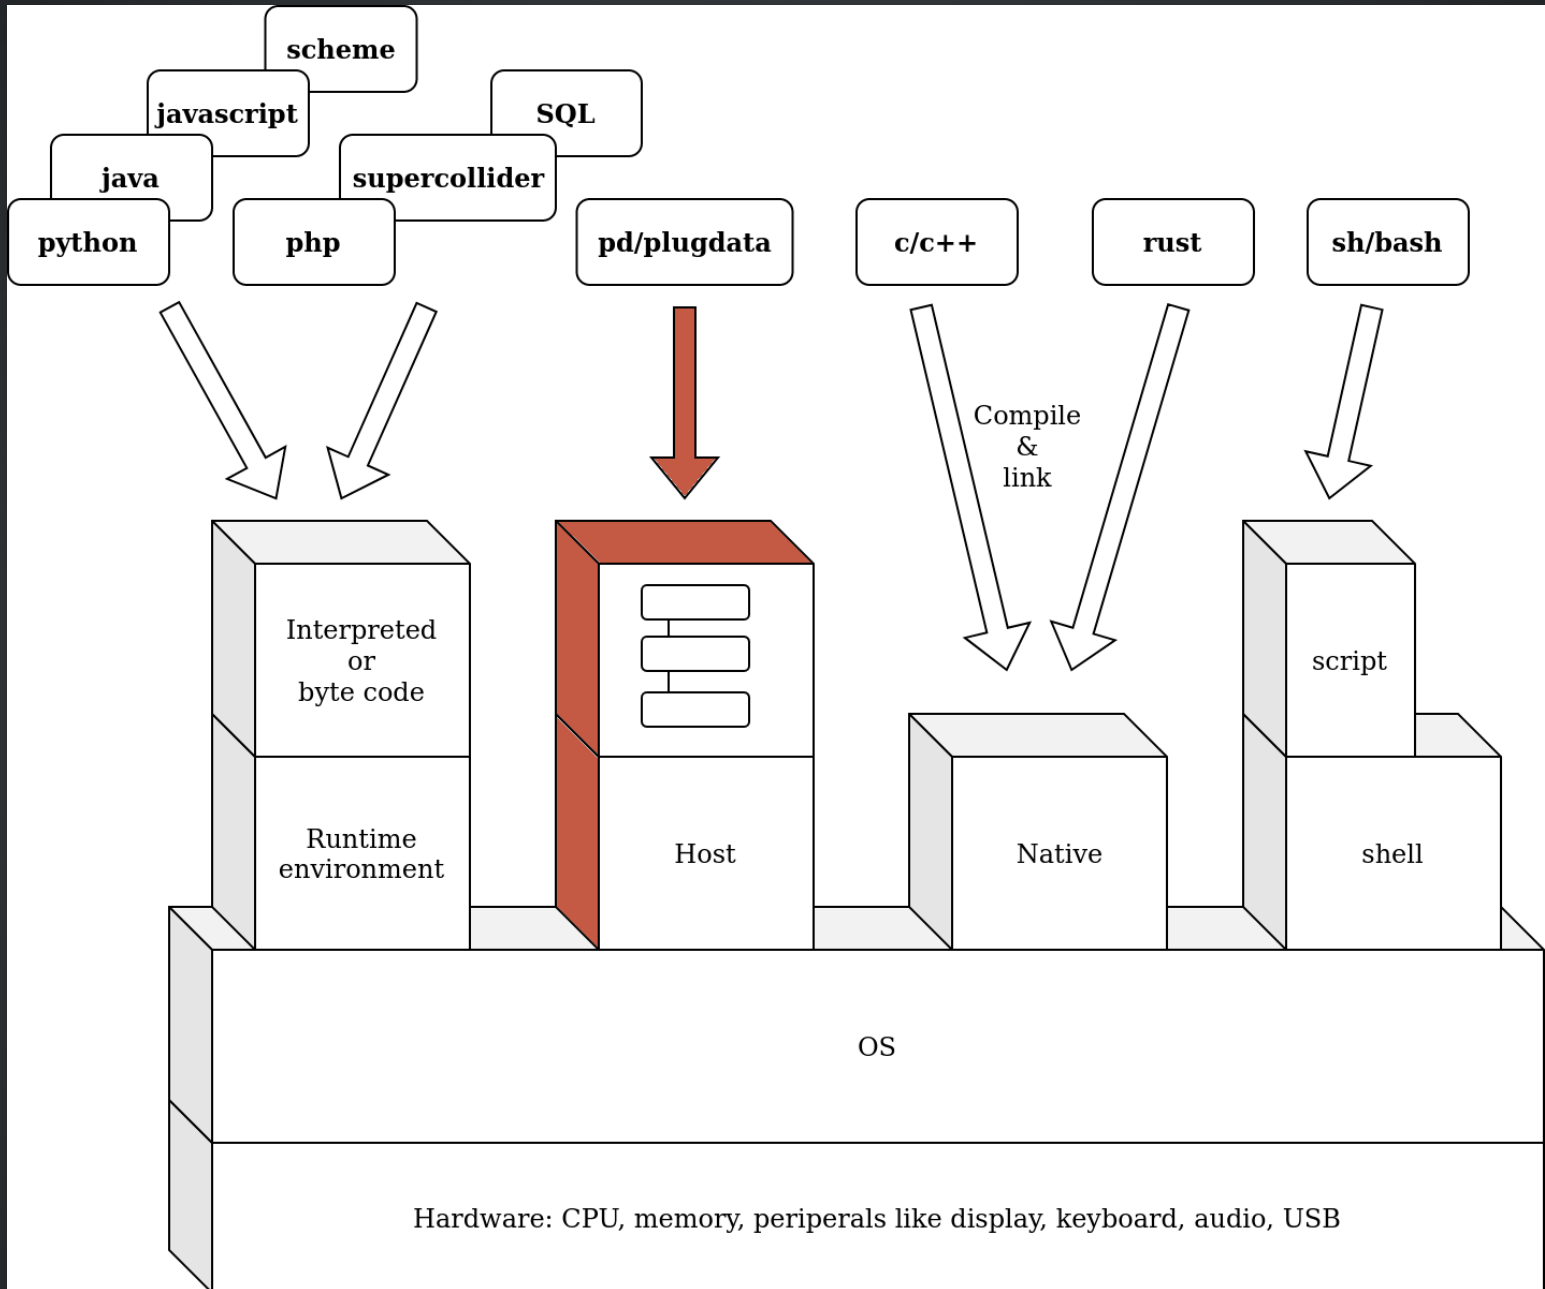 scheme
javascript
SQL
java
supercollider
python
php
pd/plugdata
c/c++
rust
sh/bash
Compile
&
link
Interpreted
or
byte code
script
Runtime
environment
Host
Native
shell
OS
Hardware: CPU, memory, periperals like display, keyboard, audio, USB